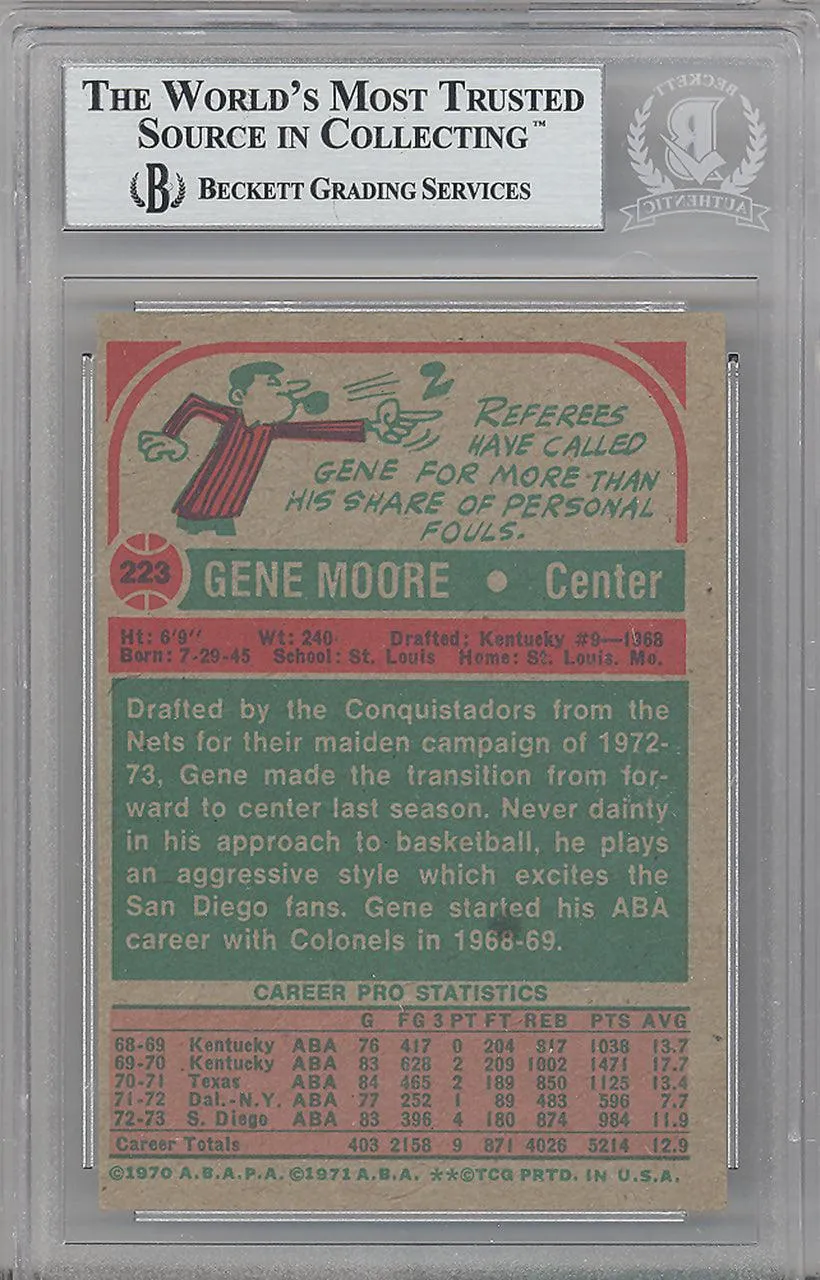 THE WORLD'S MOST TRUSTED
SOURCE IN COLLECTING™
B BECKETT GRADING SERVICES
BECKETT
B
AUTHENTIC
2
REFEREES
HAVE CALLED
GENE FOR MORE THAN
HIS SHARE OF PERSONAL
FOULS.
223 GENE MOORE • Center
Ht: 6'9" Wt: 240 Drafted: Kentucky #9—1968
Born: 7-29-45 School: St. Louis Home: St. Louis. Mo.
Drafted by the Conquistadors from the
Nets for their maiden campaign of 1972-
73, Gene made the transition from for-
ward to center last season. Never dainty
in his approach to basketball, he plays
an aggressive style which excites the
San Diego fans. Gene started his ABA
career with Colonels in 1968-69.
CAREER PRO STATISTICS
G FG 3 PT FT REB PTS AVG
68-69 Kentucky ABA 76 417 0 204 817 1038 13.7
69-70 Kentucky ABA 83 628 2 209 1002 1471 17.7
70-71 Texas ABA 84 465 2 189 850 1125 13.4
71-72 Dal.-N.Y. ABA 77 252 1 89 483 596 7.7
72-73 S. Diego ABA 83 396 4 180 874 984 11.9
Career Totals 403 2158 9 871 4026 5214 12.9
©1970 A.B.A.P.A. ©1971 A.B.A. **©TCG PRTD. IN U.S.A.